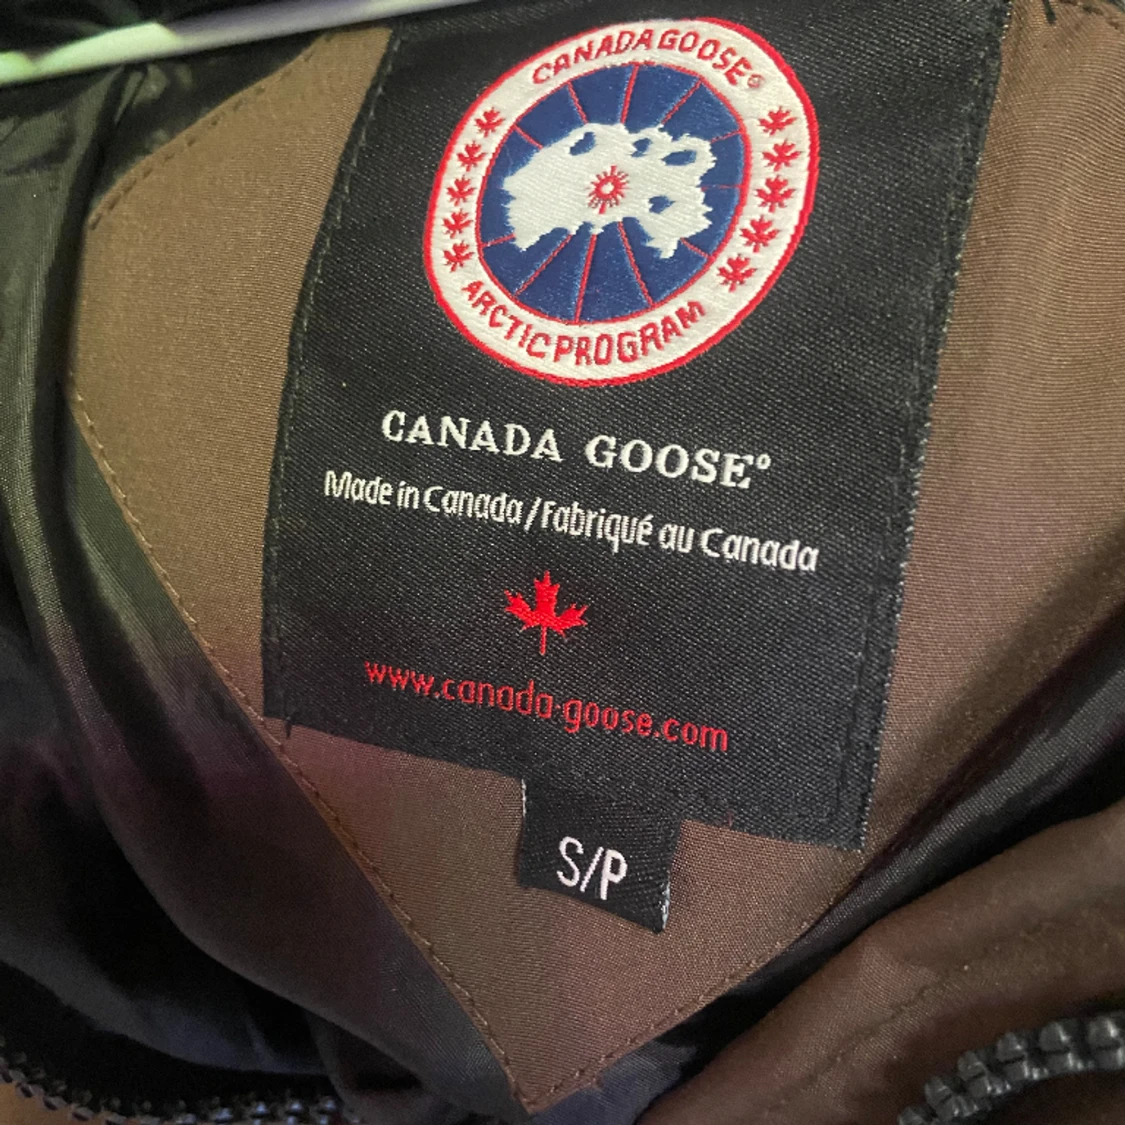 CANADA GOOSE®
ARCTIC PROGRAM
CANADA GOOSE®
Made in Canada/Fabriqué au Canada
www.canada-goose.com
S/P